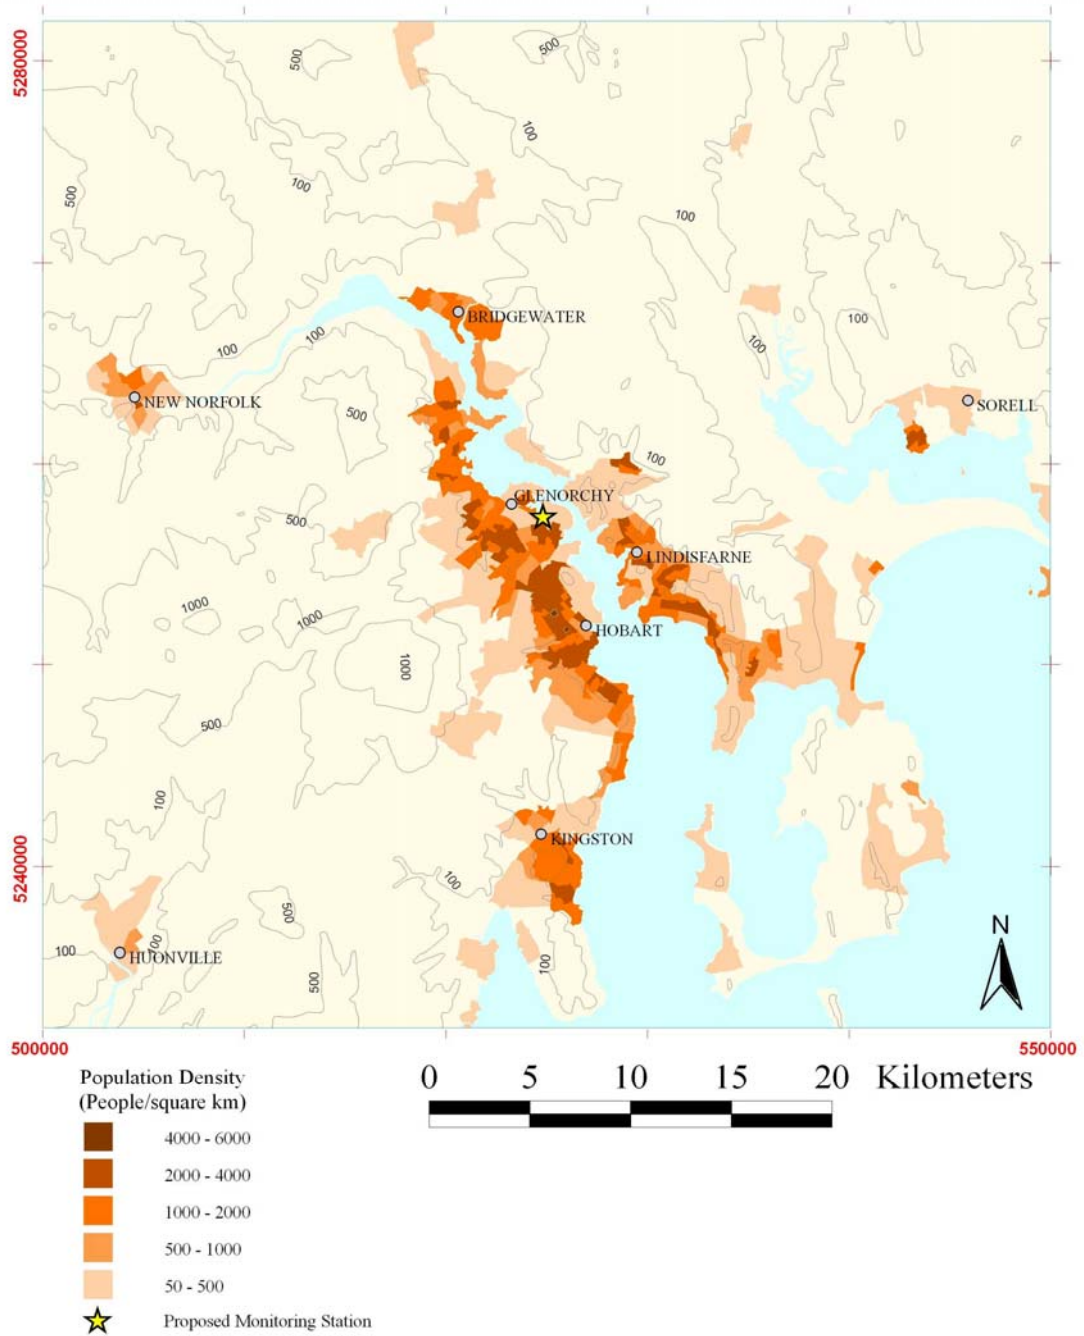 5280000
500
500
100
100
500
100
100
BRIDGEWATER
100
100
100
NEW NORFOLK
500
SORELL
100
GLENORCHY
500
LINDISFARNE
1000
1000
HOBART
1000
500
100
KINGSTON
5240000
100
500
N
100
100
HUONVILLE
100
500
500000
550000
Population Density
(People/square km)
0 5 10 15 20 Kilometers
4000 - 6000
2000 - 4000
1000 - 2000
500 - 1000
50 - 500
Proposed Monitoring Station